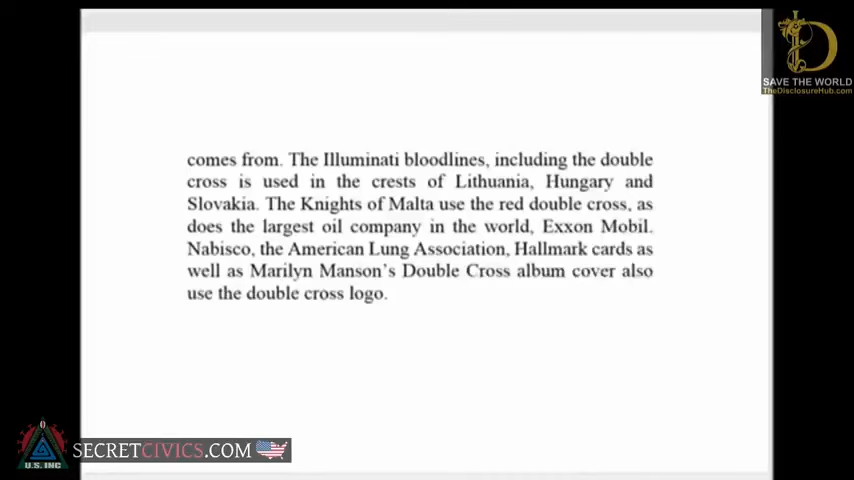 SAVE THE WORLD
TheDisclosureHub.com
comes from. The Illuminati bloodlines, including the double
cross is used in the crests of Lithuania, Hungary and
Slovakia. The Knights of Malta use the red double cross, as
does the largest oil company in the world, Exxon Mobil.
Nabisco, the American Lung Association, Hallmark cards as
well as Marilyn Manson's Double Cross album cover also
use the double cross logo.
SECRETCIVICS.COM
U.S. INC